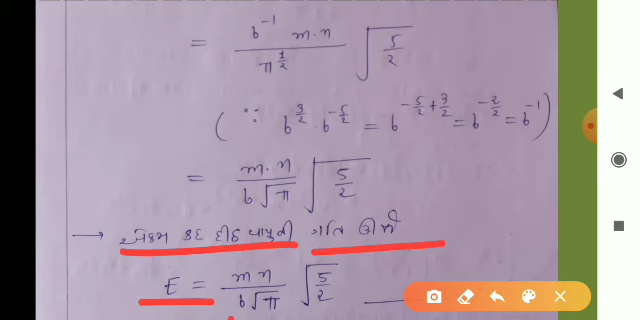 = b⁻¹ m·n / π^(1/2) √(5/2)
(∵ b^(3/2) · b^(-5/2) = b^(-5/2 + 3/2) = b^(-2/2) = b⁻¹)
= m·n / b√π √(5/2)
→ એકમ કદ દીઠ વાયુની ગતિ ઊર્જા
E = mn / b√π √(5/2)